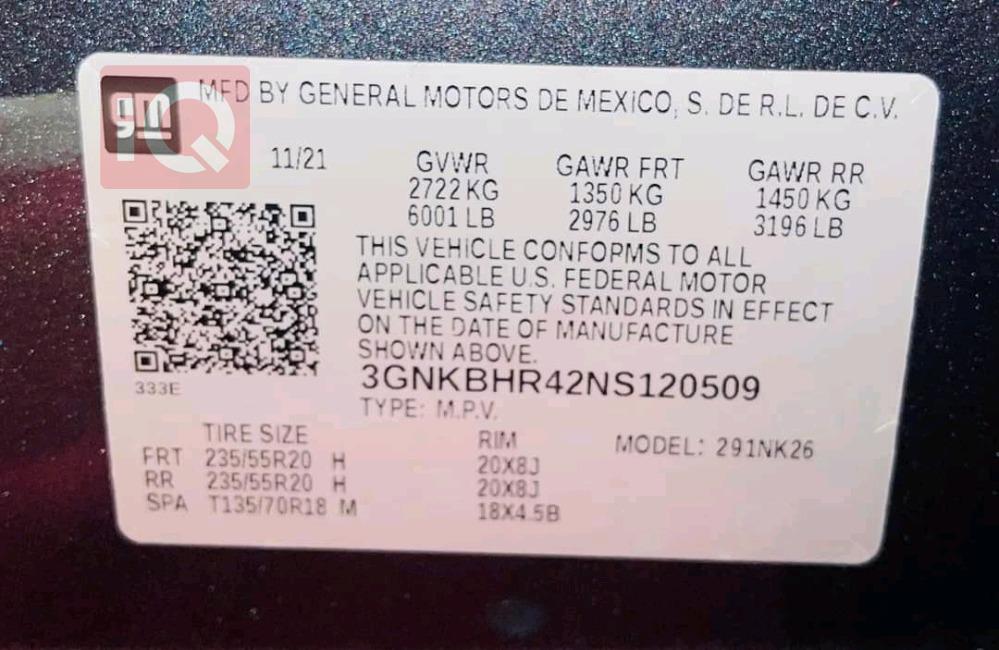 gm IQ
MFD BY GENERAL MOTORS DE MEXICO, S. DE R.L. DE C.V.
11/21 GVWR GAWR FRT GAWR RR
2722 KG 1350 KG 1450 KG
6001 LB 2976 LB 3196 LB
THIS VEHICLE CONFORMS TO ALL
APPLICABLE U.S. FEDERAL MOTOR
VEHICLE SAFETY STANDARDS IN EFFECT
ON THE DATE OF MANUFACTURE
SHOWN ABOVE.
333E
3GNKBHR42NS120509
TYPE: M.P.V.
TIRE SIZE RIM MODEL: 291NK26
FRT 235/55R20 H 20X8J
RR 235/55R20 H 20X8J
SPA T135/70R18 M 18X4.5B